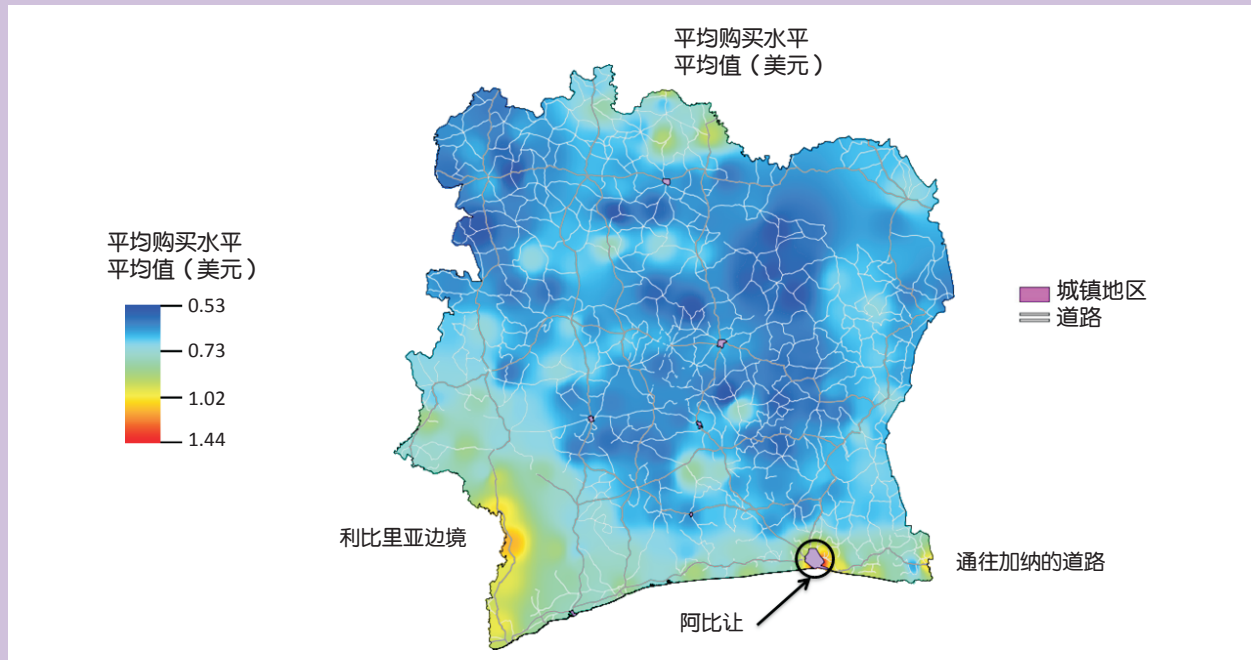 平均购买水平
平均值（美元）
平均购买水平
平均值（美元）
0.53
0.73
1.02
1.44
城镇地区
道路
利比里亚边境
通往加纳的道路
阿比让